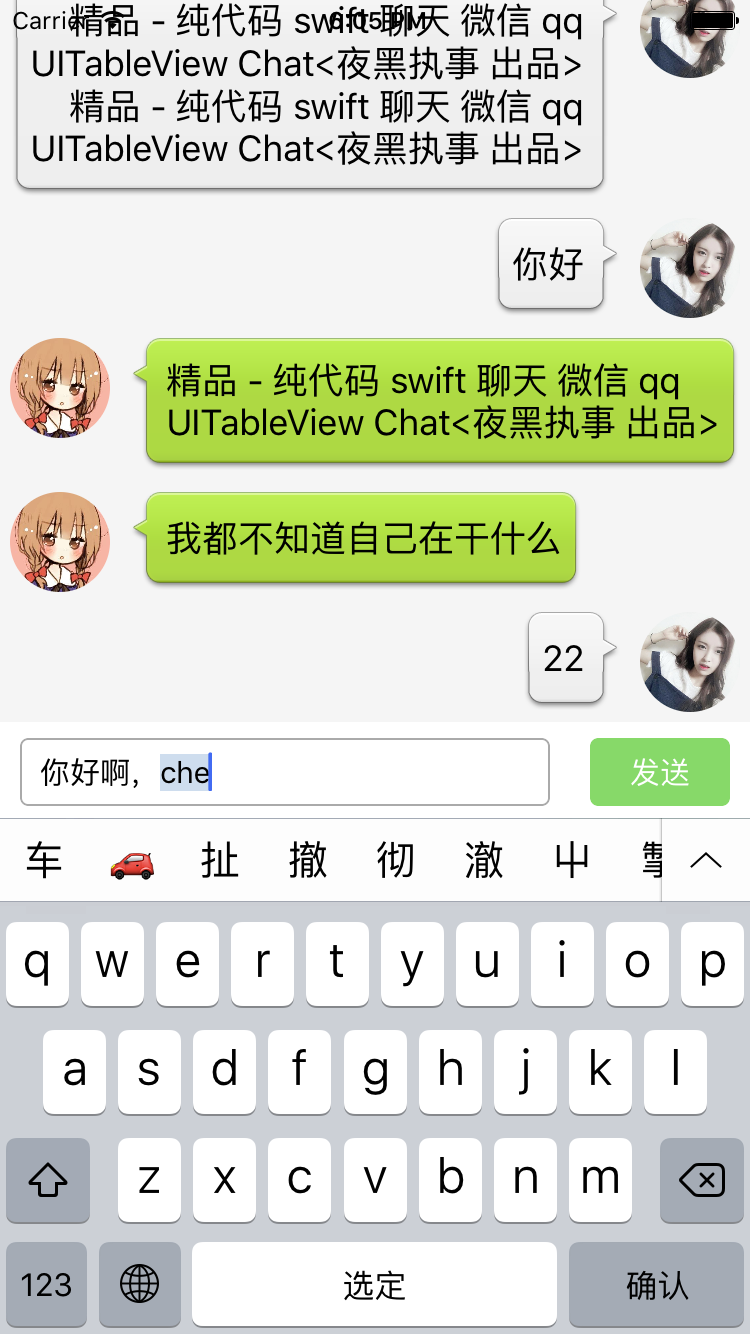 Carrier
6:05 PM
精品 - 纯代码 swift 聊天 微信 qq
UITableView Chat<夜黑执事 出品>
精品 - 纯代码 swift 聊天 微信 qq
UITableView Chat<夜黑执事 出品>
你好
精品 - 纯代码 swift 聊天 微信 qq
UITableView Chat<夜黑执事 出品>
我都不知道自己在干什么
22
你好啊，che
发送
车 扯 撤 彻 澈 屮
q w e r t y u i o p
a s d f g h j k l
z x c v b n m
123
选定
确认